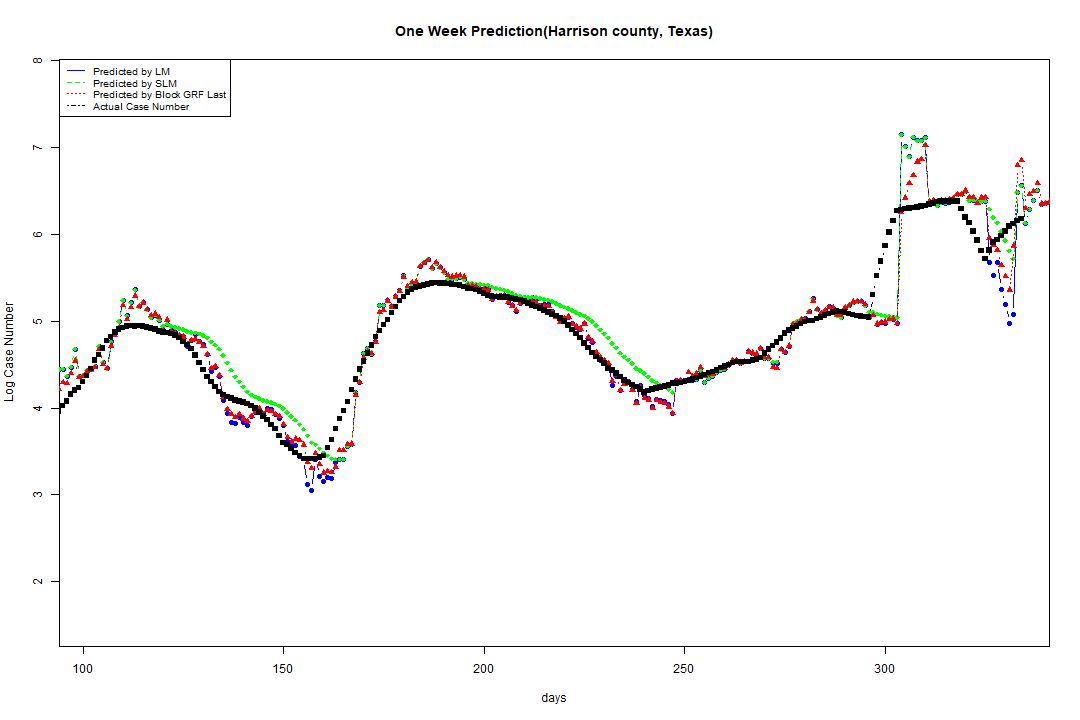 One Week Prediction(Harrison county, Texas)
Predicted by LM
Predicted by SLM
Predicted by Block GRF Last
Actual Case Number
8
7
6
5
4
3
2
Log Case Number
100 150 200 250 300
days